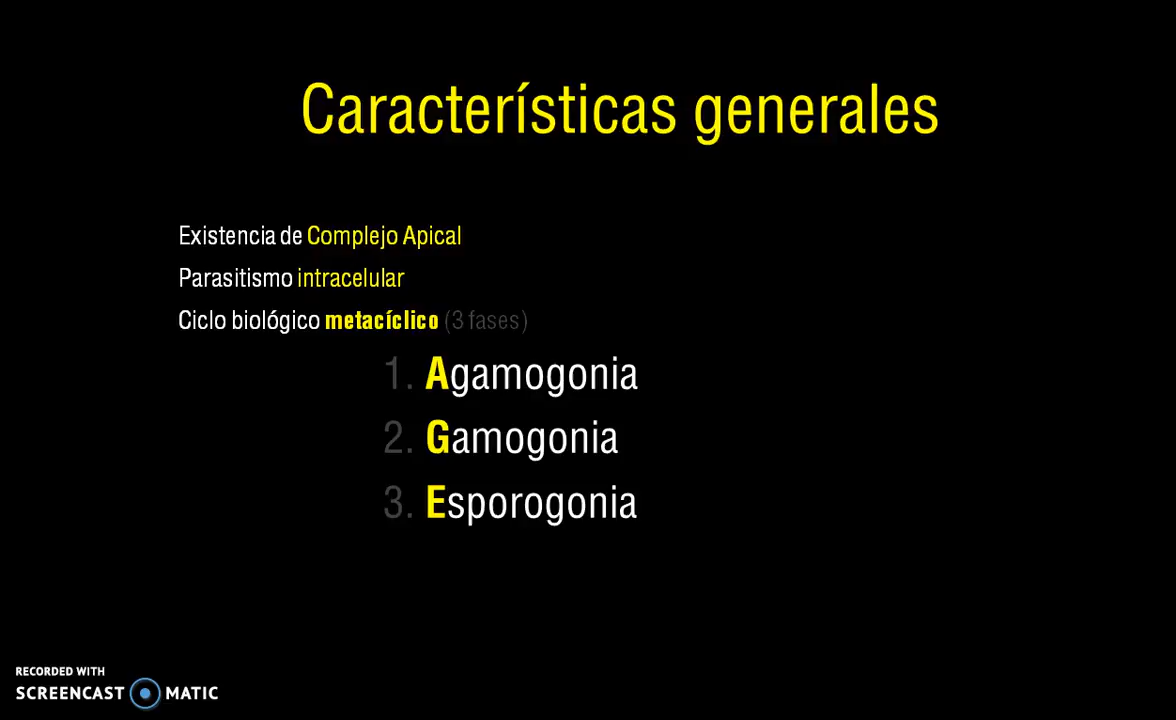 Características generales
Existencia de Complejo Apical
Parasitismo intracelular
Ciclo biológico metacíclico (3 fases)
1. Agamogonia
2. Gamogonia
3. Esporogonia
RECORDED WITH
SCREENCAST MATIC